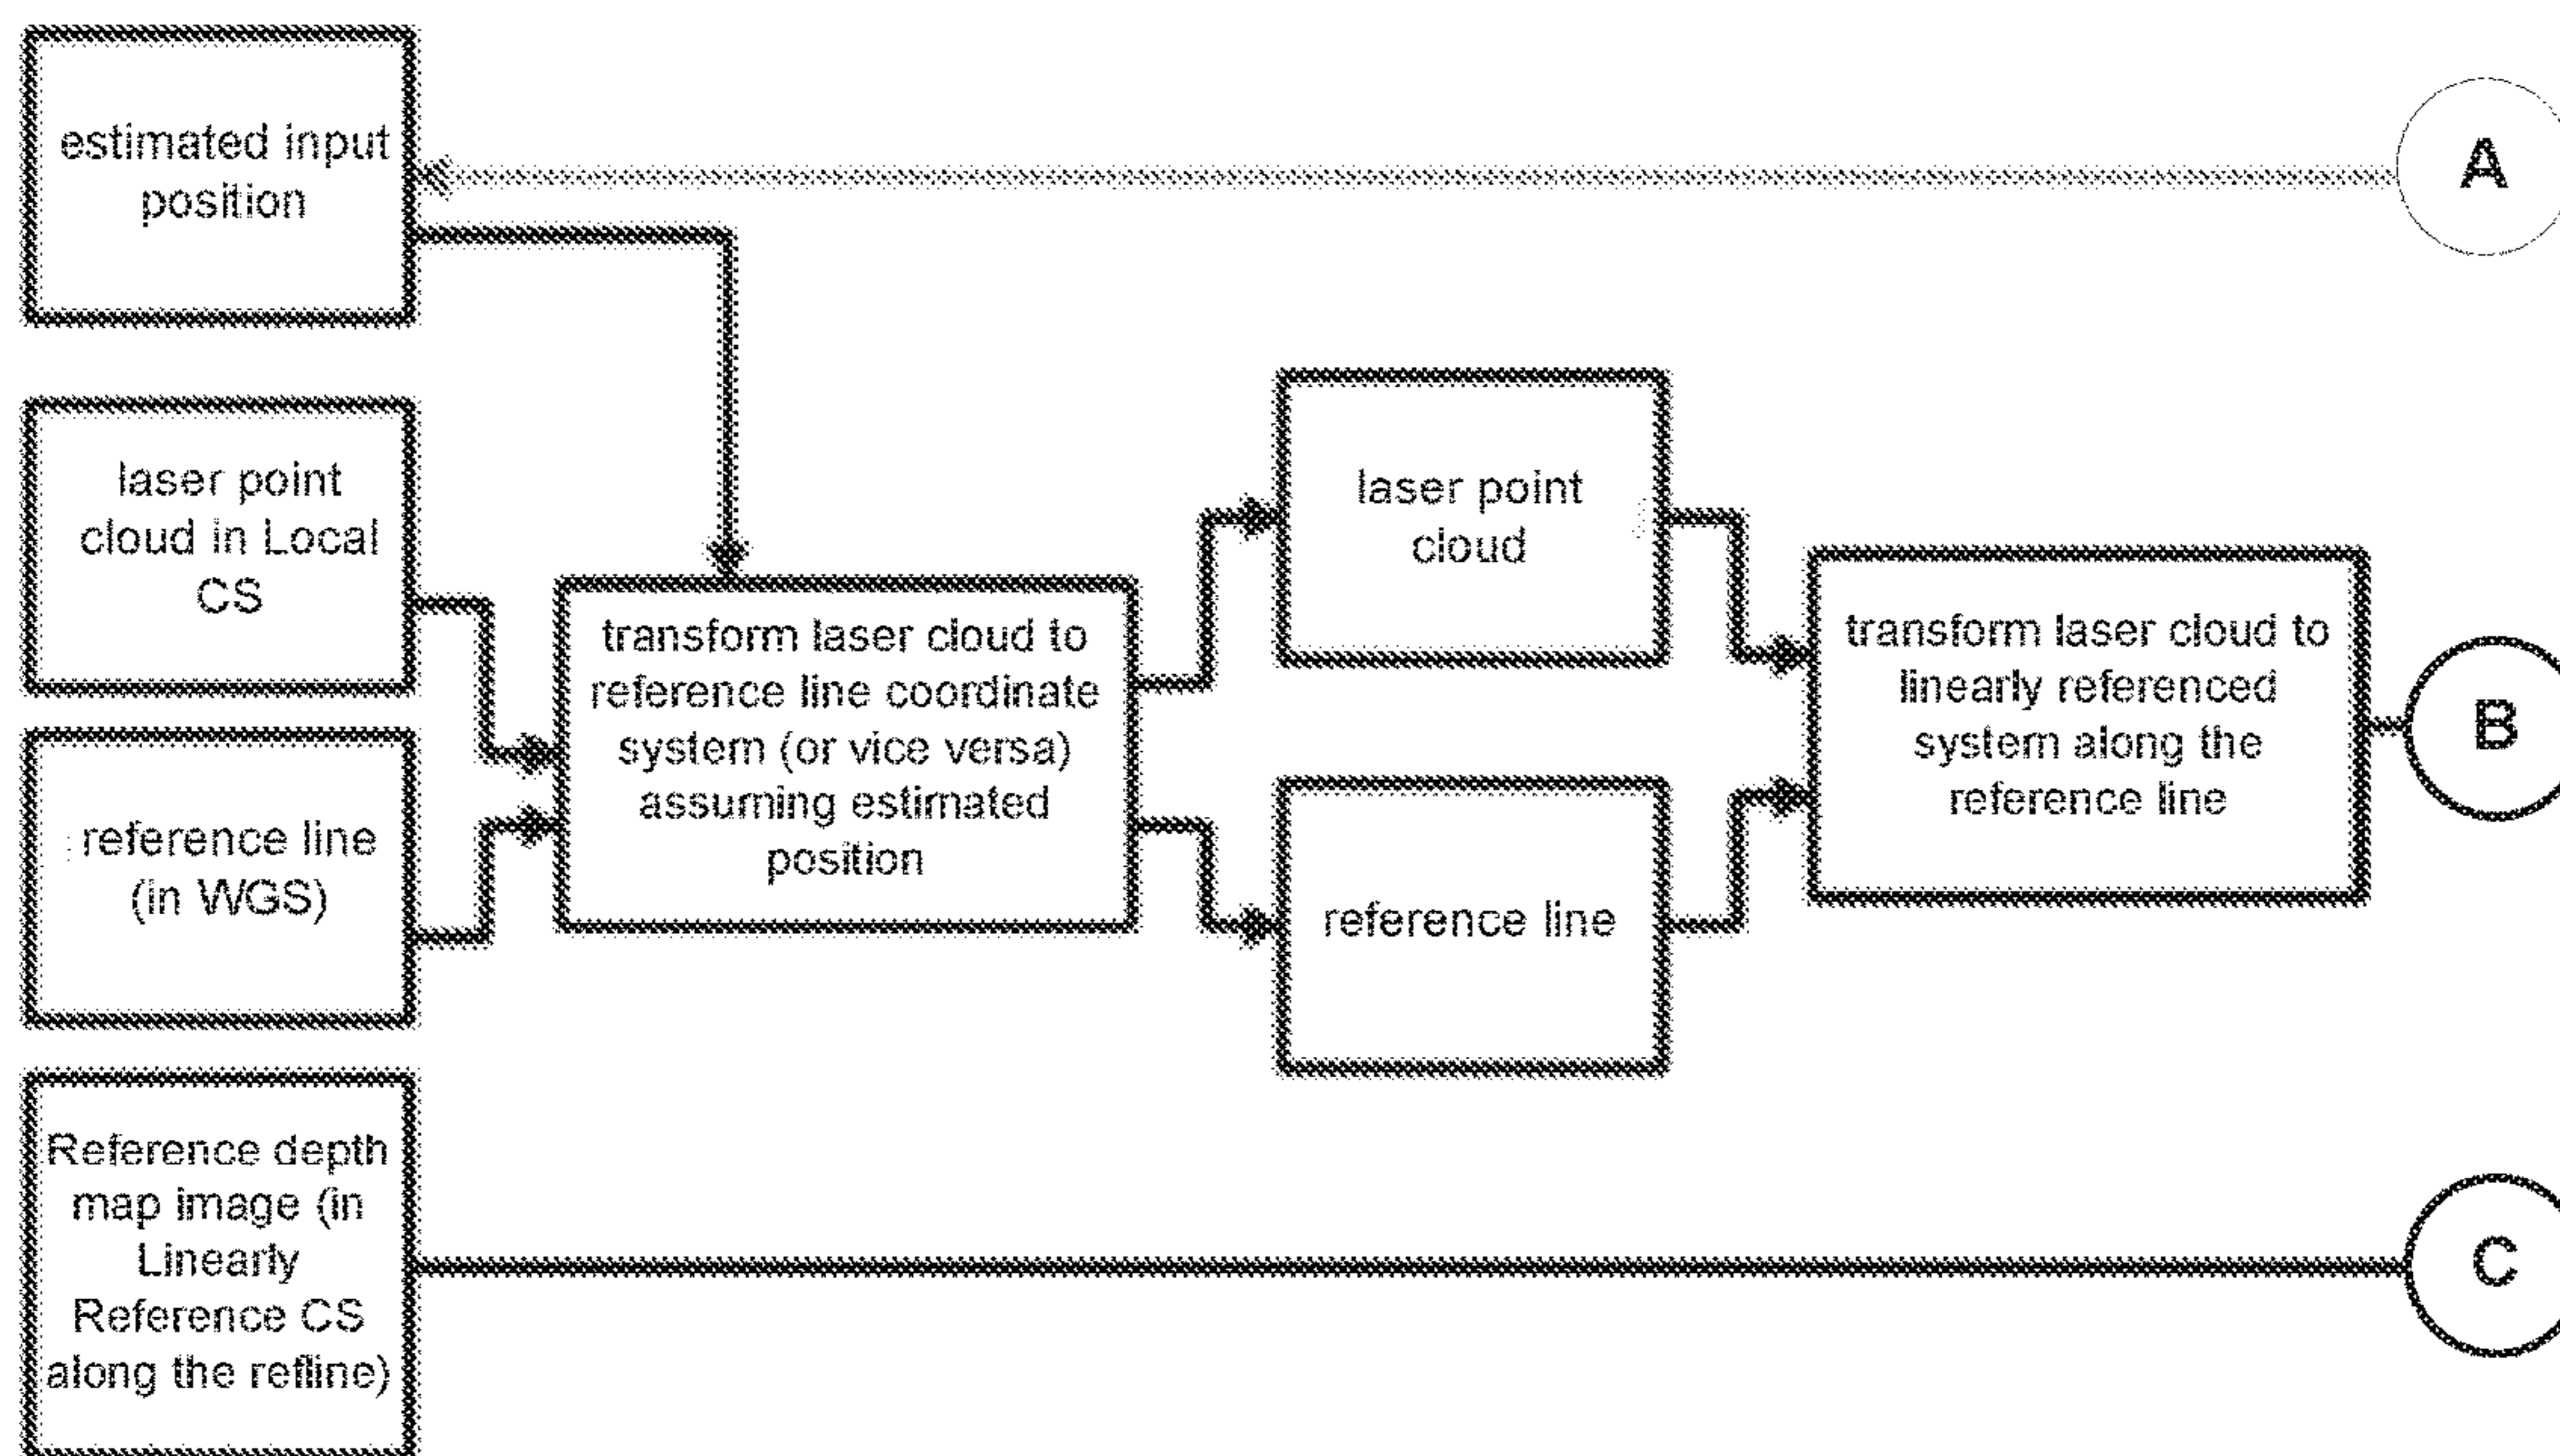 estimated input
position
A
laser point
cloud in Local
CS
reference line
(in WGS)
transform laser cloud to
reference line coordinate
system (or vice versa)
assuming estimated
position
laser point
cloud
reference line
transform laser cloud to
linearly referenced
system along the
reference line
B
Reference depth
map image (in
Linearly
Reference CS
along the refline)
C